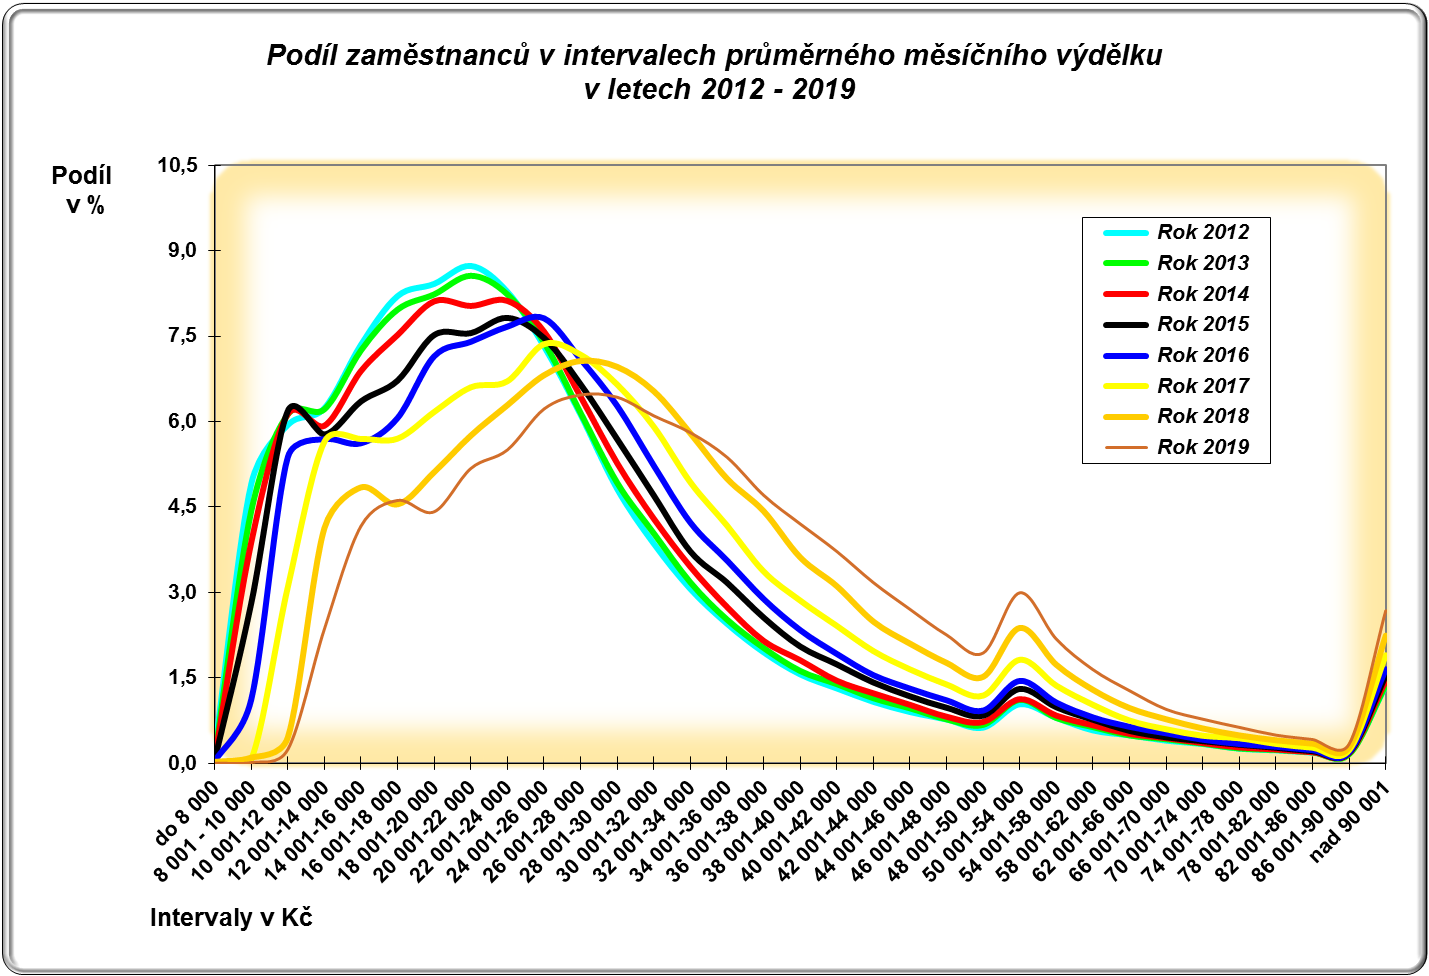 Podíl zaměstnanců v intervalech průměrného měsíčního výdělku
v letech 2012 - 2019
Podíl
v %
10,5
9,0
7,5
6,0
4,5
3,0
1,5
0,0
Rok 2012
Rok 2013
Rok 2014
Rok 2015
Rok 2016
Rok 2017
Rok 2018
Rok 2019
do 8 000
8 001 - 10 000
10 001-12 000
12 001-14 000
14 001-16 000
16 001-18 000
18 001-20 000
20 001-22 000
22 001-24 000
24 001-26 000
26 001-28 000
28 001-30 000
30 001-32 000
32 001-34 000
34 001-36 000
36 001-38 000
38 001-40 000
40 001-42 000
42 001-44 000
44 001-46 000
46 001-48 000
48 001-50 000
50 001-54 000
54 001-58 000
58 001-62 000
62 001-66 000
66 001-70 000
70 001-74 000
74 001-78 000
78 001-82 000
82 001-86 000
86 001-90 000
nad 90 001
Intervaly v Kč